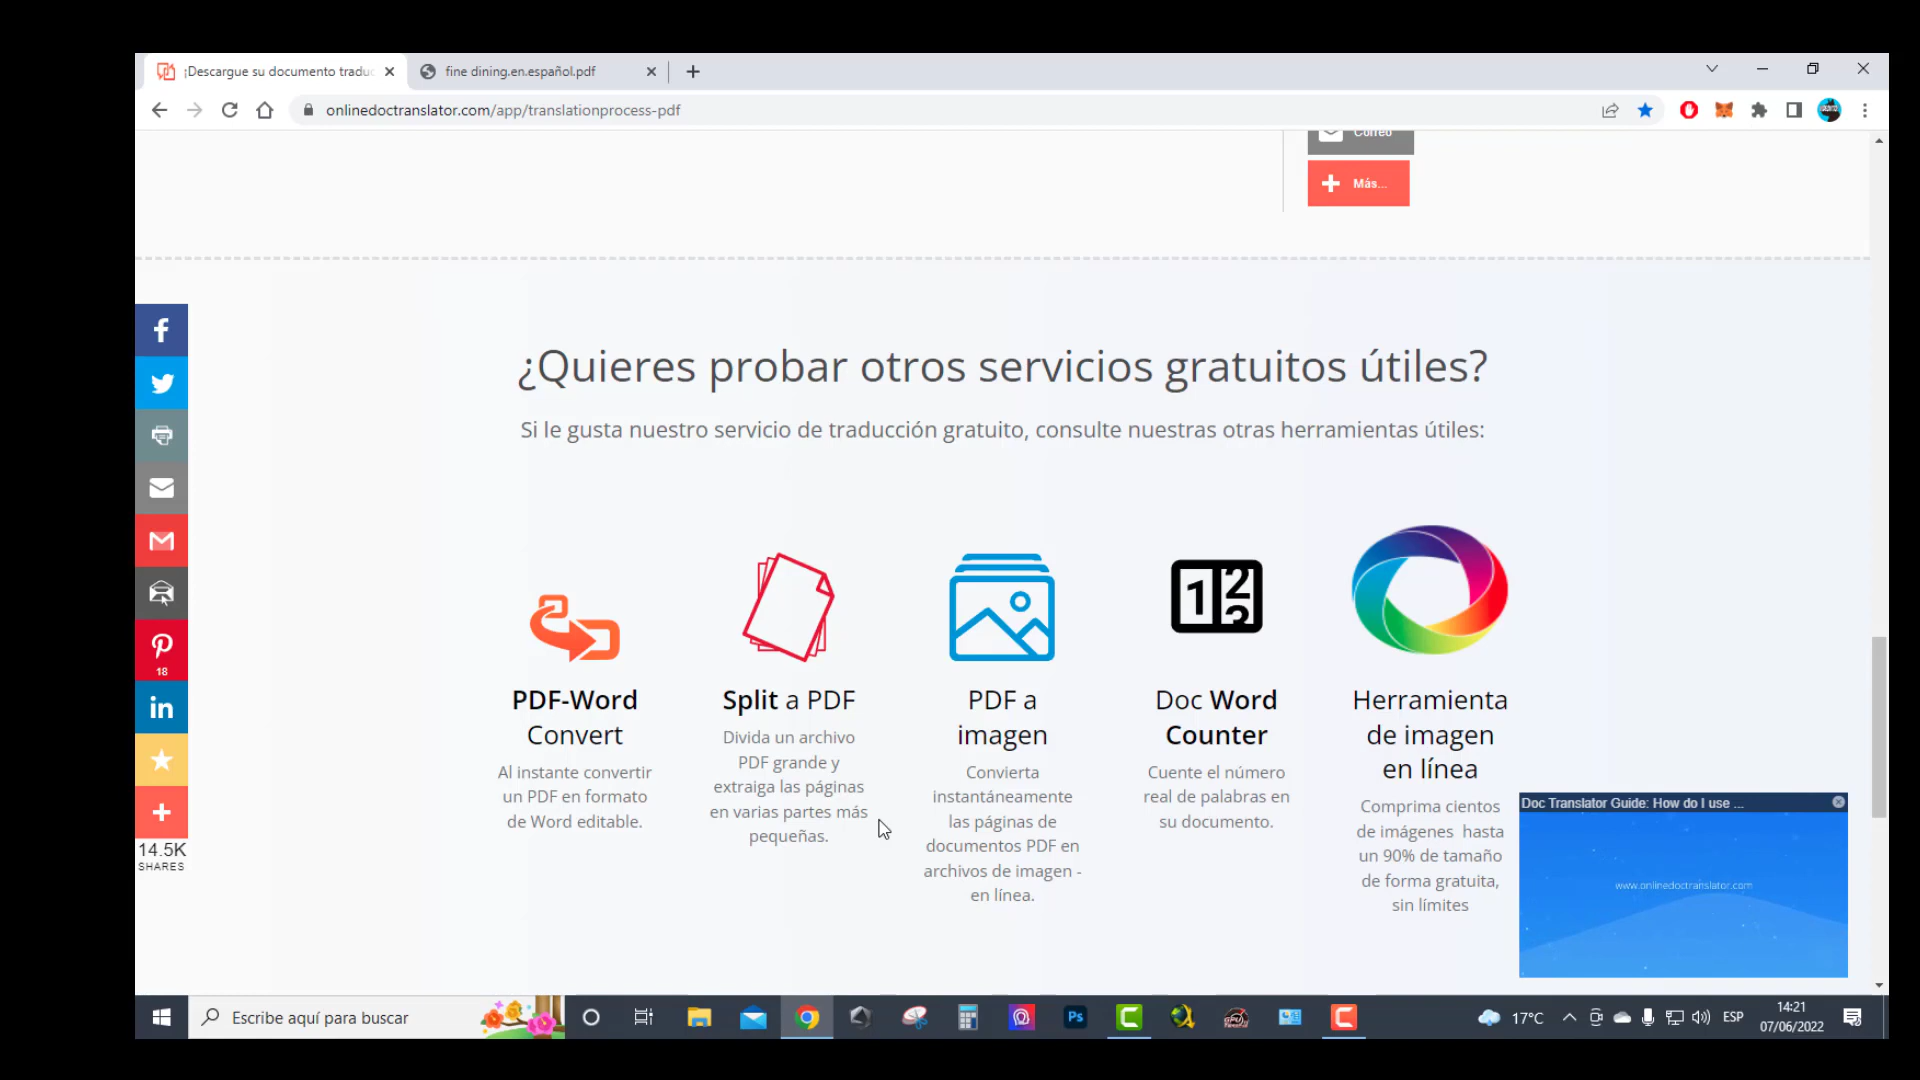 ¡Descargue su documento traduc
fine dining.en.español.pdf
onlinedoctranslator.com/app/translationprocess-pdf
Correo
Más...
¿Quieres probar otros servicios gratuitos útiles?
Si le gusta nuestro servicio de traducción gratuito, consulte nuestras otras herramientas útiles:
18
14.5K
SHARES
PDF-Word
Convert
Al instante convertir
un PDF en formato
de Word editable.
Split a PDF
Divida un archivo
PDF grande y
extraiga las páginas
en varias partes más
pequeñas.
PDF a
imagen
Convierta
instantáneamente
las páginas de
documentos PDF en
archivos de imagen -
en línea.
Doc Word
Counter
Cuente el número
real de palabras en
su documento.
Herramienta
de imagen
en línea
Comprima cientos
de imágenes hasta
un 90% de tamaño
de forma gratuita,
sin límites
Doc Translator Guide: How do I use ...
www.onlinedoctranslator.com
Escribe aquí para buscar
Ps
17°C
ESP
14:21
07/06/2022